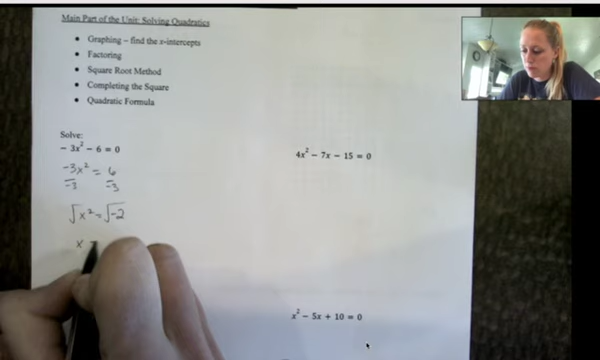 Main Part of the Unit: Solving Quadratics
• Graphing – find the x-intercepts
• Factoring
• Square Root Method
• Completing the Square
• Quadratic Formula
Solve:
− 3x² − 6 = 0
-3x² = 6
-3 -3
√x² = √-2
x =
4x² − 7x − 15 = 0
x² − 5x + 10 = 0